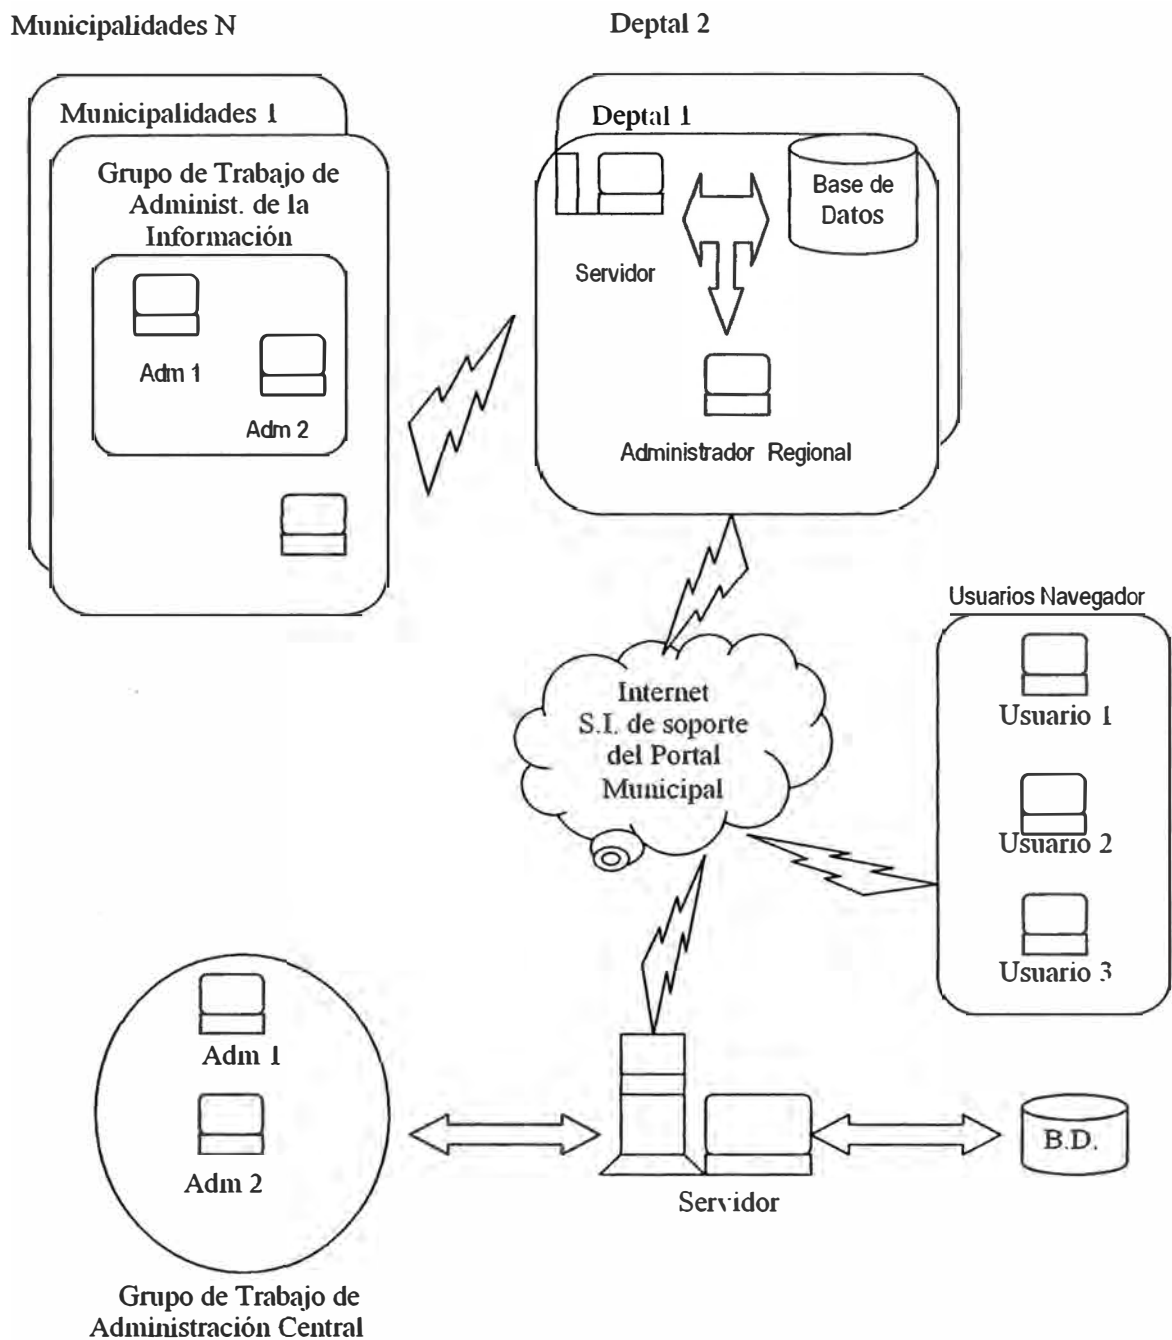 Municipalidades N
Deptal 2
Municipalidades 1
Deptal 1
Grupo de Trabajo de
Administ. de la
Información
Adm 1
Adm 2
Servidor
Base de
Datos
Administrador Regional
Usuarios Navegador
Usuario 1
Usuario 2
Usuario 3
Internet
S.I. de soporte
del Portal
Municipal
Adm 1
Adm 2
Servidor
B.D.
Grupo de Trabajo de
Administración Central